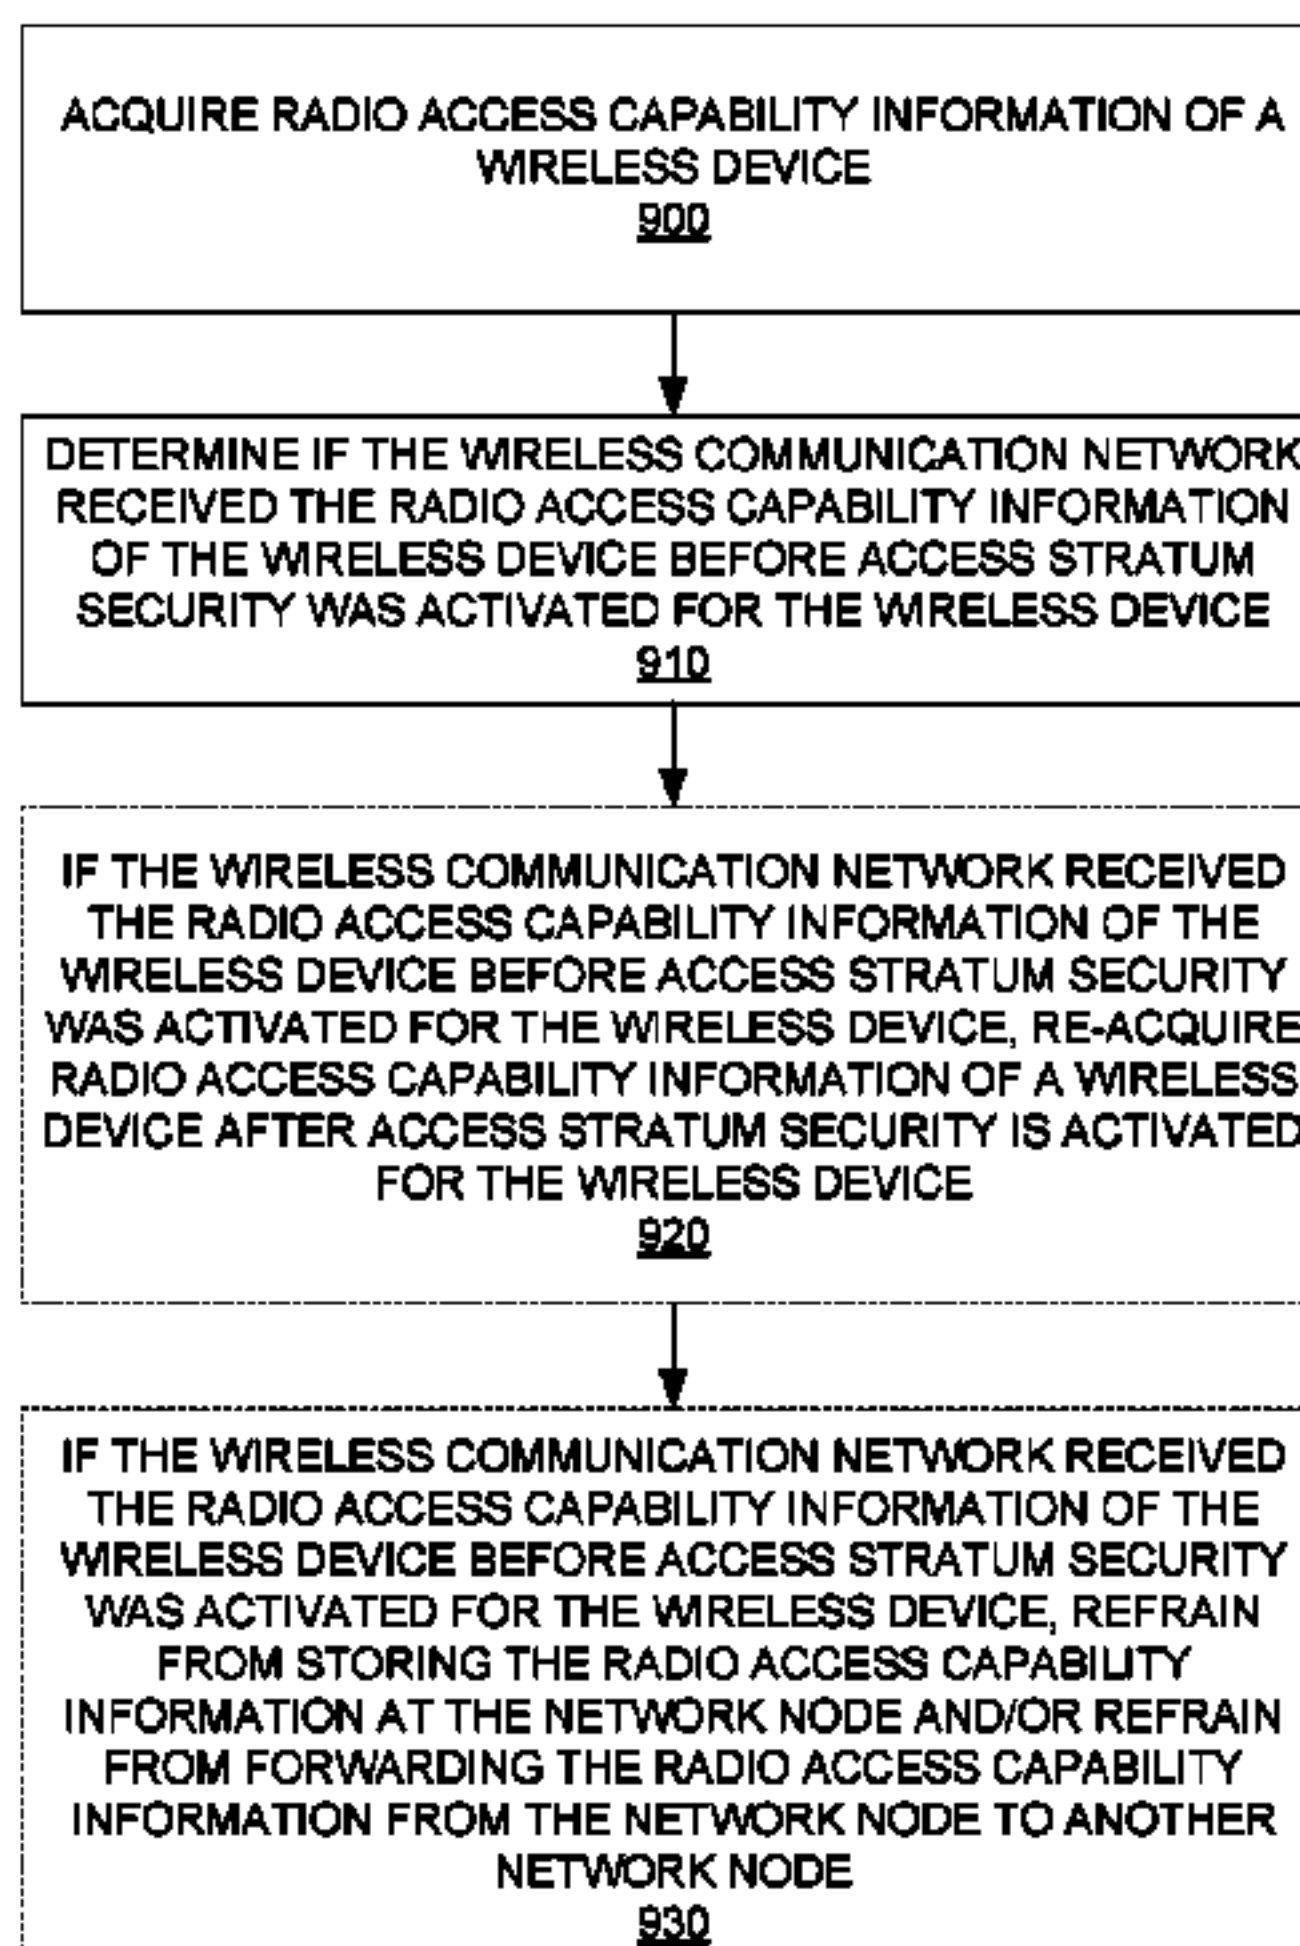 ACQUIRE RADIO ACCESS CAPABILITY INFORMATION OF A
WIRELESS DEVICE
900
DETERMINE IF THE WIRELESS COMMUNICATION NETWORK
RECEIVED THE RADIO ACCESS CAPABILITY INFORMATION
OF THE WIRELESS DEVICE BEFORE ACCESS STRATUM
SECURITY WAS ACTIVATED FOR THE WIRELESS DEVICE
910
IF THE WIRELESS COMMUNICATION NETWORK RECEIVED
THE RADIO ACCESS CAPABILITY INFORMATION OF THE
WIRELESS DEVICE BEFORE ACCESS STRATUM SECURITY
WAS ACTIVATED FOR THE WIRELESS DEVICE, RE-ACQUIRE
RADIO ACCESS CAPABILITY INFORMATION OF A WIRELESS
DEVICE AFTER ACCESS STRATUM SECURITY IS ACTIVATED
FOR THE WIRELESS DEVICE
920
IF THE WIRELESS COMMUNICATION NETWORK RECEIVED
THE RADIO ACCESS CAPABILITY INFORMATION OF THE
WIRELESS DEVICE BEFORE ACCESS STRATUM SECURITY
WAS ACTIVATED FOR THE WIRELESS DEVICE, REFRAIN
FROM STORING THE RADIO ACCESS CAPABILITY
INFORMATION AT THE NETWORK NODE AND/OR REFRAIN
FROM FORWARDING THE RADIO ACCESS CAPABILITY
INFORMATION FROM THE NETWORK NODE TO ANOTHER
NETWORK NODE
930